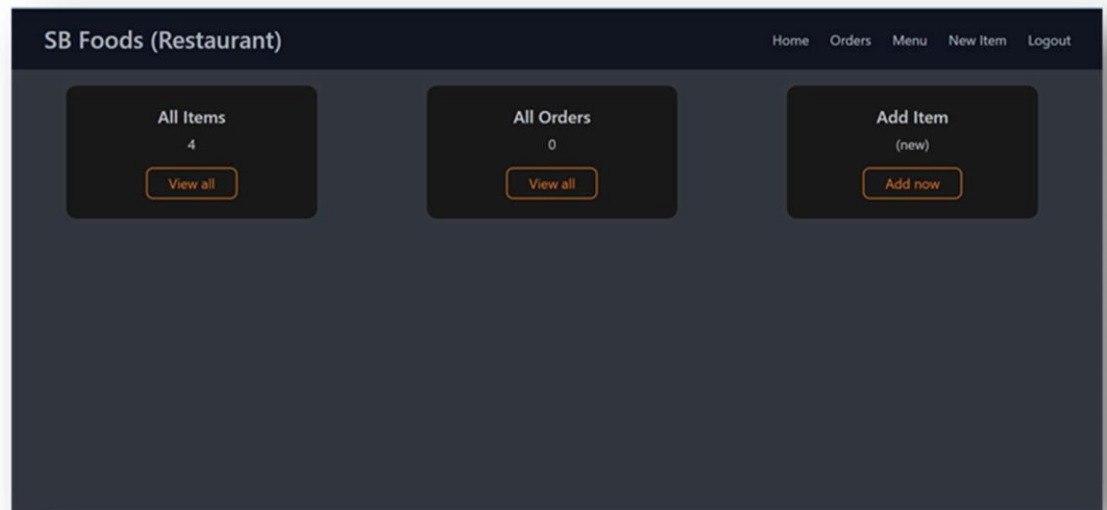 SB Foods (Restaurant)
Home Orders Menu New Item Logout
All Items
4
View all
All Orders
0
View all
Add Item
(new)
Add now